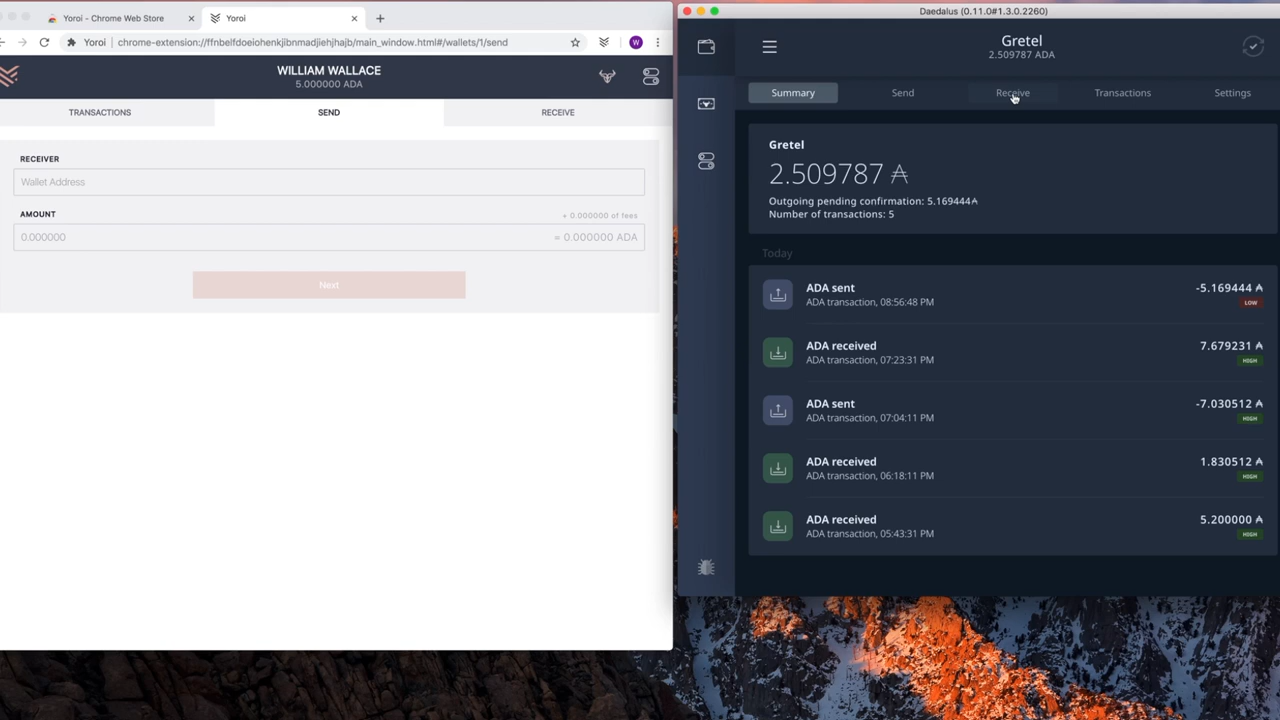 Yoroi - Chrome Web Store
Yoroi
Yoroi | chrome-extension://ffnbelfdoeiohenkjibnmadjiehjhajb/main_window.html#/wallets/1/send
W
WILLIAM WALLACE
5.000000 ADA
TRANSACTIONS
SEND
RECEIVE
RECEIVER
Wallet Address
AMOUNT
+ 0.000000 of fees
0.000000
= 0.000000 ADA
Next
Daedalus (0.11.0#1.3.0.2260)
Gretel
2.509787 ADA
Summary
Send
Receive
Transactions
Settings
Gretel
2.509787 ₳
Outgoing pending confirmation: 5.169444₳
Number of transactions: 5
Today
ADA sent
-5.169444 ₳
ADA transaction, 08:56:48 PM
LOW
ADA received
7.679231 ₳
ADA transaction, 07:23:31 PM
HIGH
ADA sent
-7.030512 ₳
ADA transaction, 07:04:11 PM
HIGH
ADA received
1.830512 ₳
ADA transaction, 06:18:11 PM
HIGH
ADA received
5.200000 ₳
ADA transaction, 05:43:31 PM
HIGH